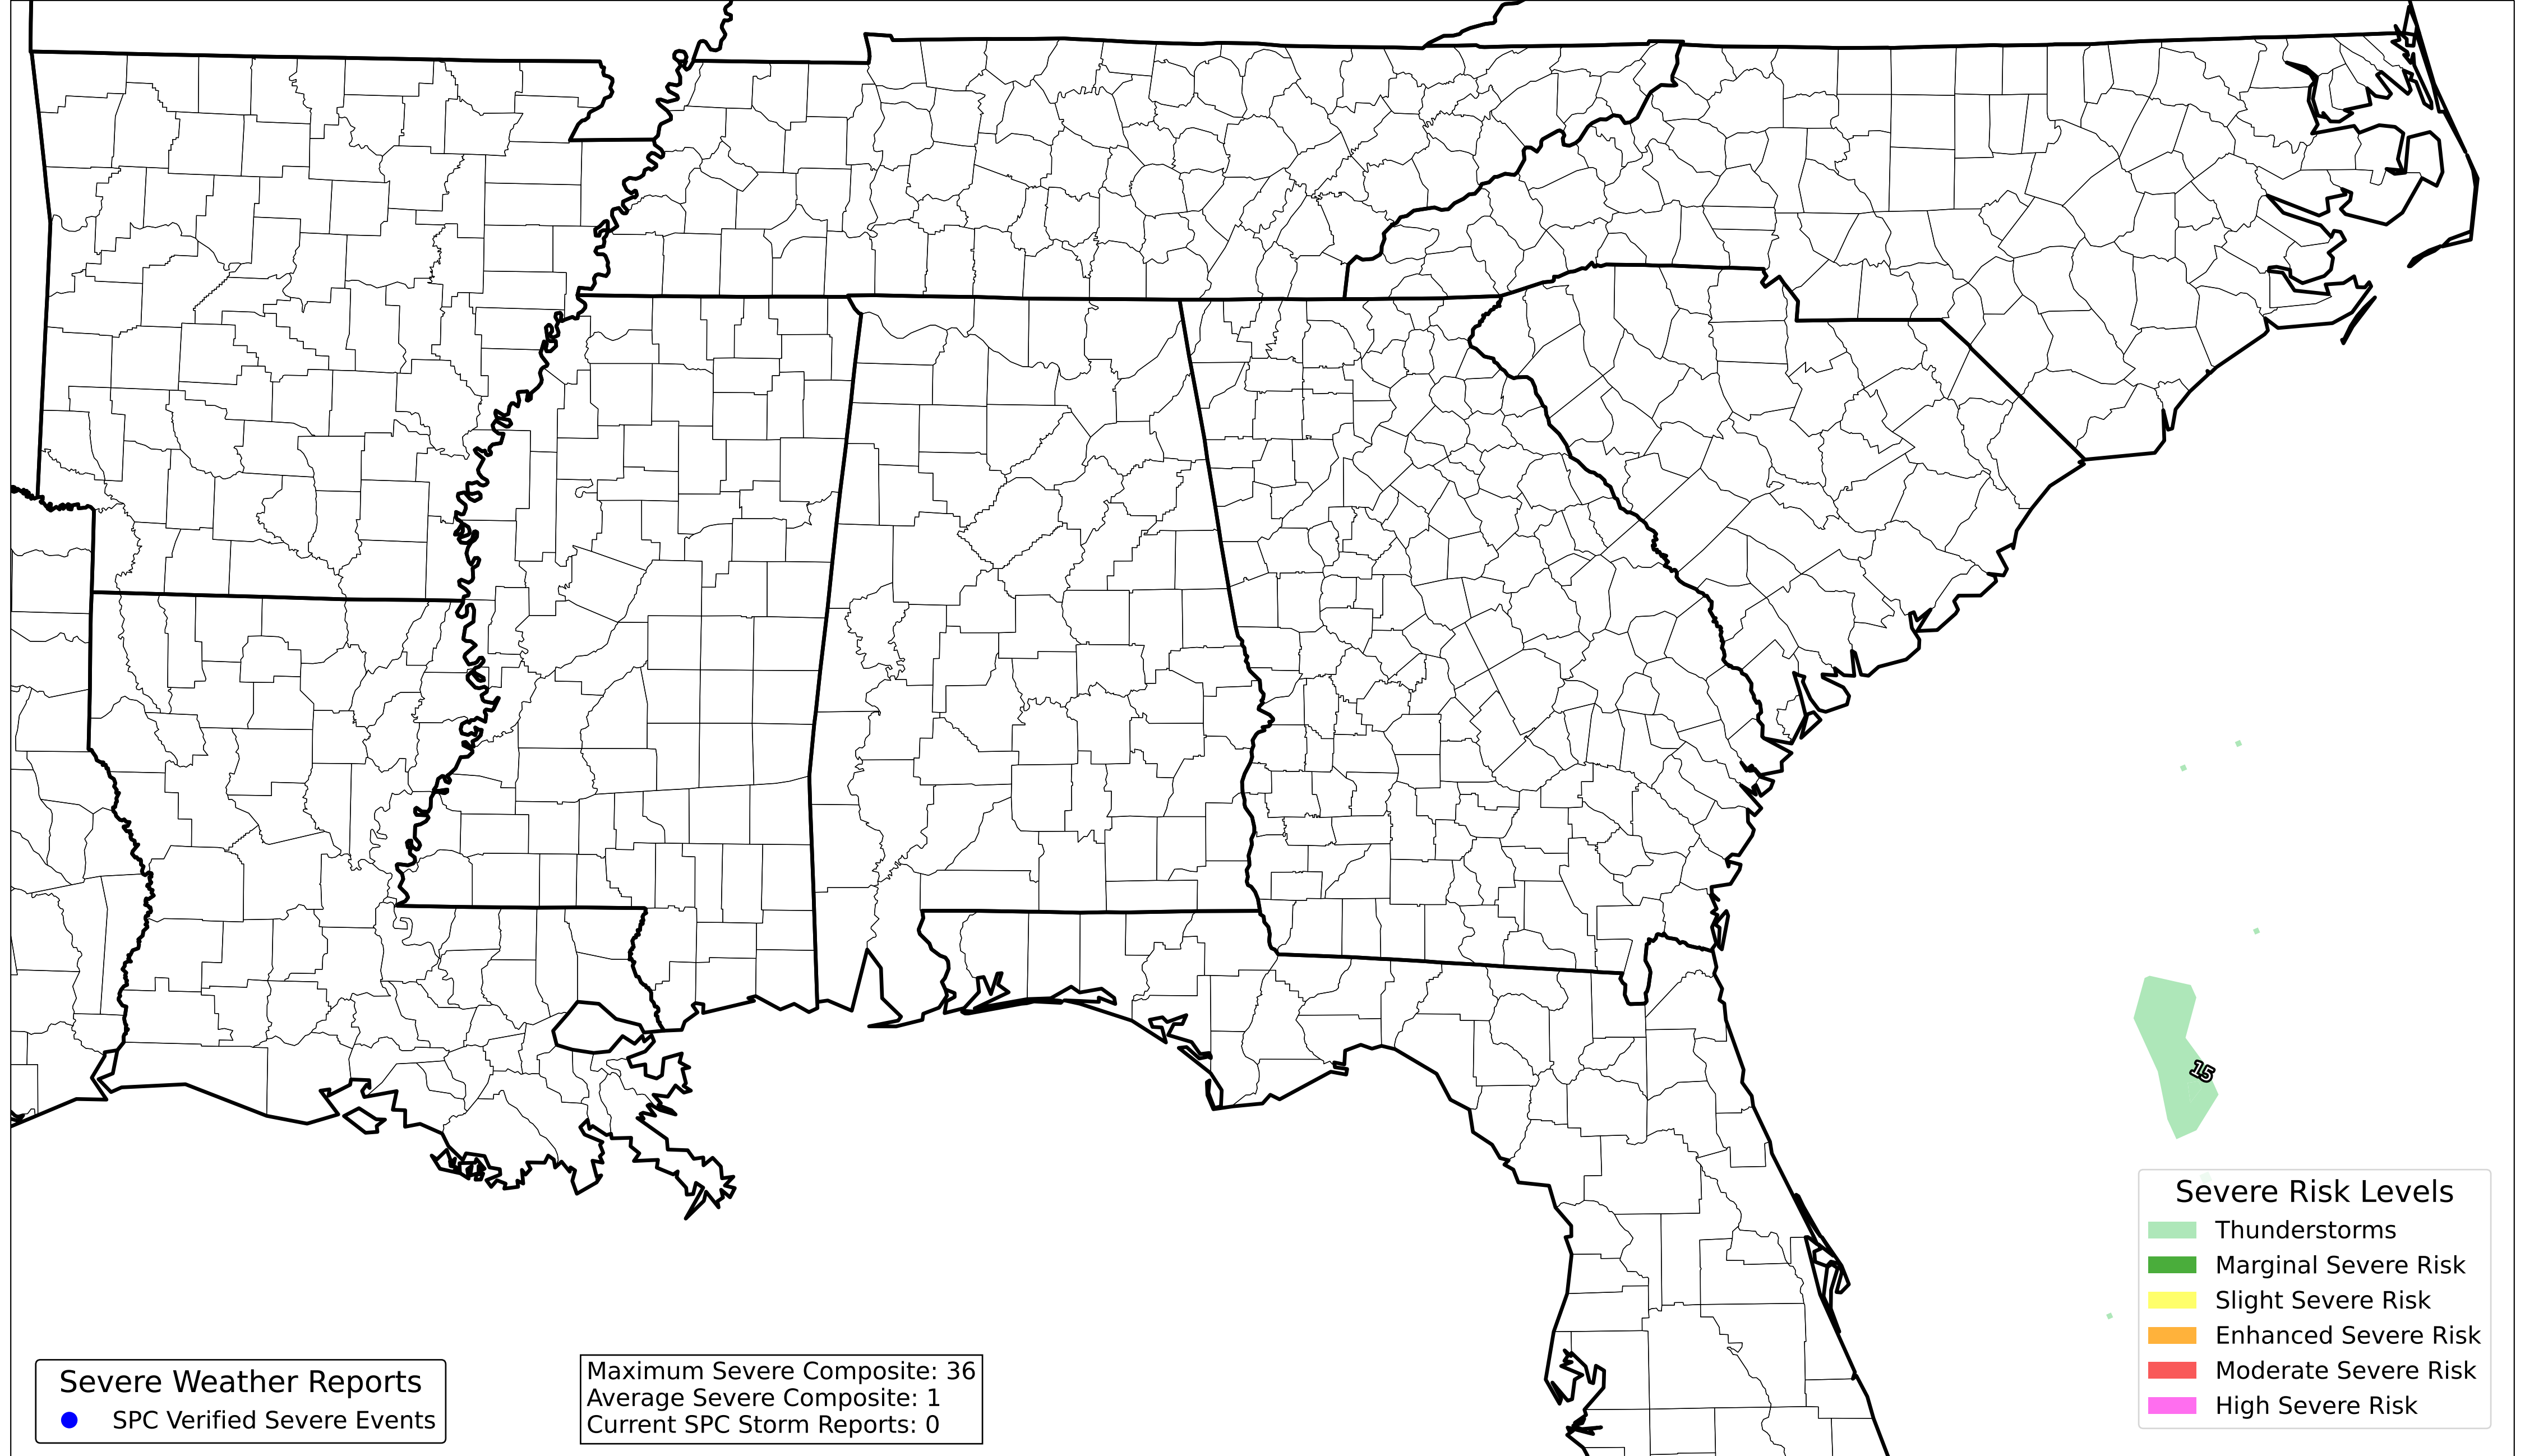 15
Severe Risk Levels
Thunderstorms
Marginal Severe Risk
Slight Severe Risk
Enhanced Severe Risk
Moderate Severe Risk
High Severe Risk
Severe Weather Reports
SPC Verified Severe Events
Maximum Severe Composite: 36
Average Severe Composite: 1
Current SPC Storm Reports: 0